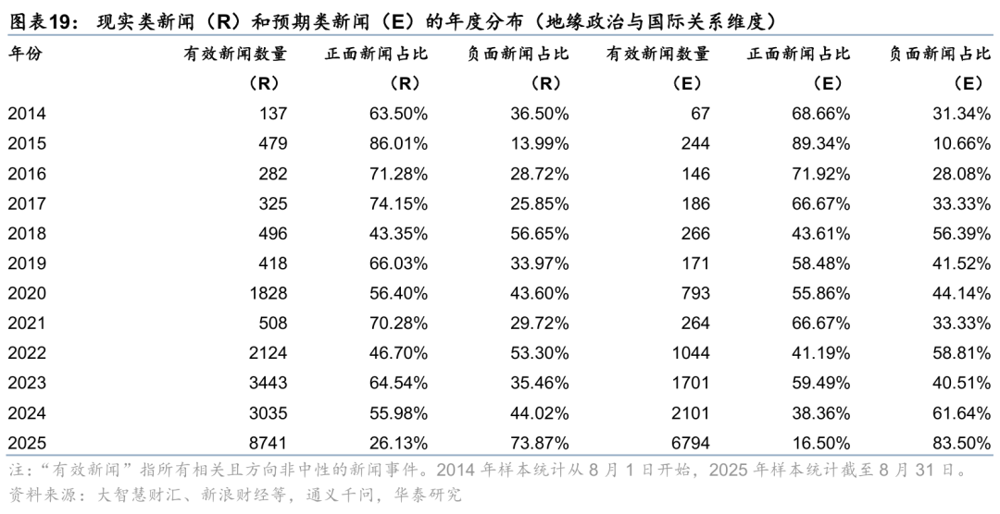 图表19： 现实类新闻（R）和预期类新闻（E）的年度分布（地缘政治与国际关系维度）
年份 有效新闻数量 正面新闻占比 负面新闻占比 有效新闻数量 正面新闻占比 负面新闻占比
（R） （R） （R） （E） （E） （E）
2014 137 63.50% 36.50% 67 68.66% 31.34%
2015 479 86.01% 13.99% 244 89.34% 10.66%
2016 282 71.28% 28.72% 146 71.92% 28.08%
2017 325 74.15% 25.85% 186 66.67% 33.33%
2018 496 43.35% 56.65% 266 43.61% 56.39%
2019 418 66.03% 33.97% 171 58.48% 41.52%
2020 1828 56.40% 43.60% 793 55.86% 44.14%
2021 508 70.28% 29.72% 264 66.67% 33.33%
2022 2124 46.70% 53.30% 1044 41.19% 58.81%
2023 3443 64.54% 35.46% 1701 59.49% 40.51%
2024 3035 55.98% 44.02% 2101 38.36% 61.64%
2025 8741 26.13% 73.87% 6794 16.50% 83.50%
注：“有效新闻”指所有相关且方向非中性的新闻事件。2014 年样本统计从 8 月 1 日开始，2025 年样本统计截至 8 月 31 日。
资料来源：大智慧财汇、新浪财经等，通义千问，华泰研究